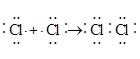 :Cl· + ·Cl: → :Cl:Cl: